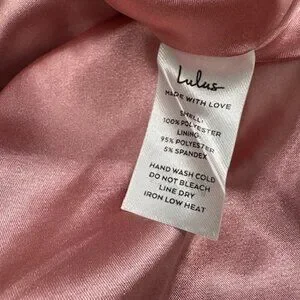 Lulus
MADE WITH LOVE
SHELL:
100% POLYESTER
LINING:
95% POLYESTER
5% SPANDEX
HAND WASH COLD
DO NOT BLEACH
LINE DRY
IRON LOW HEAT